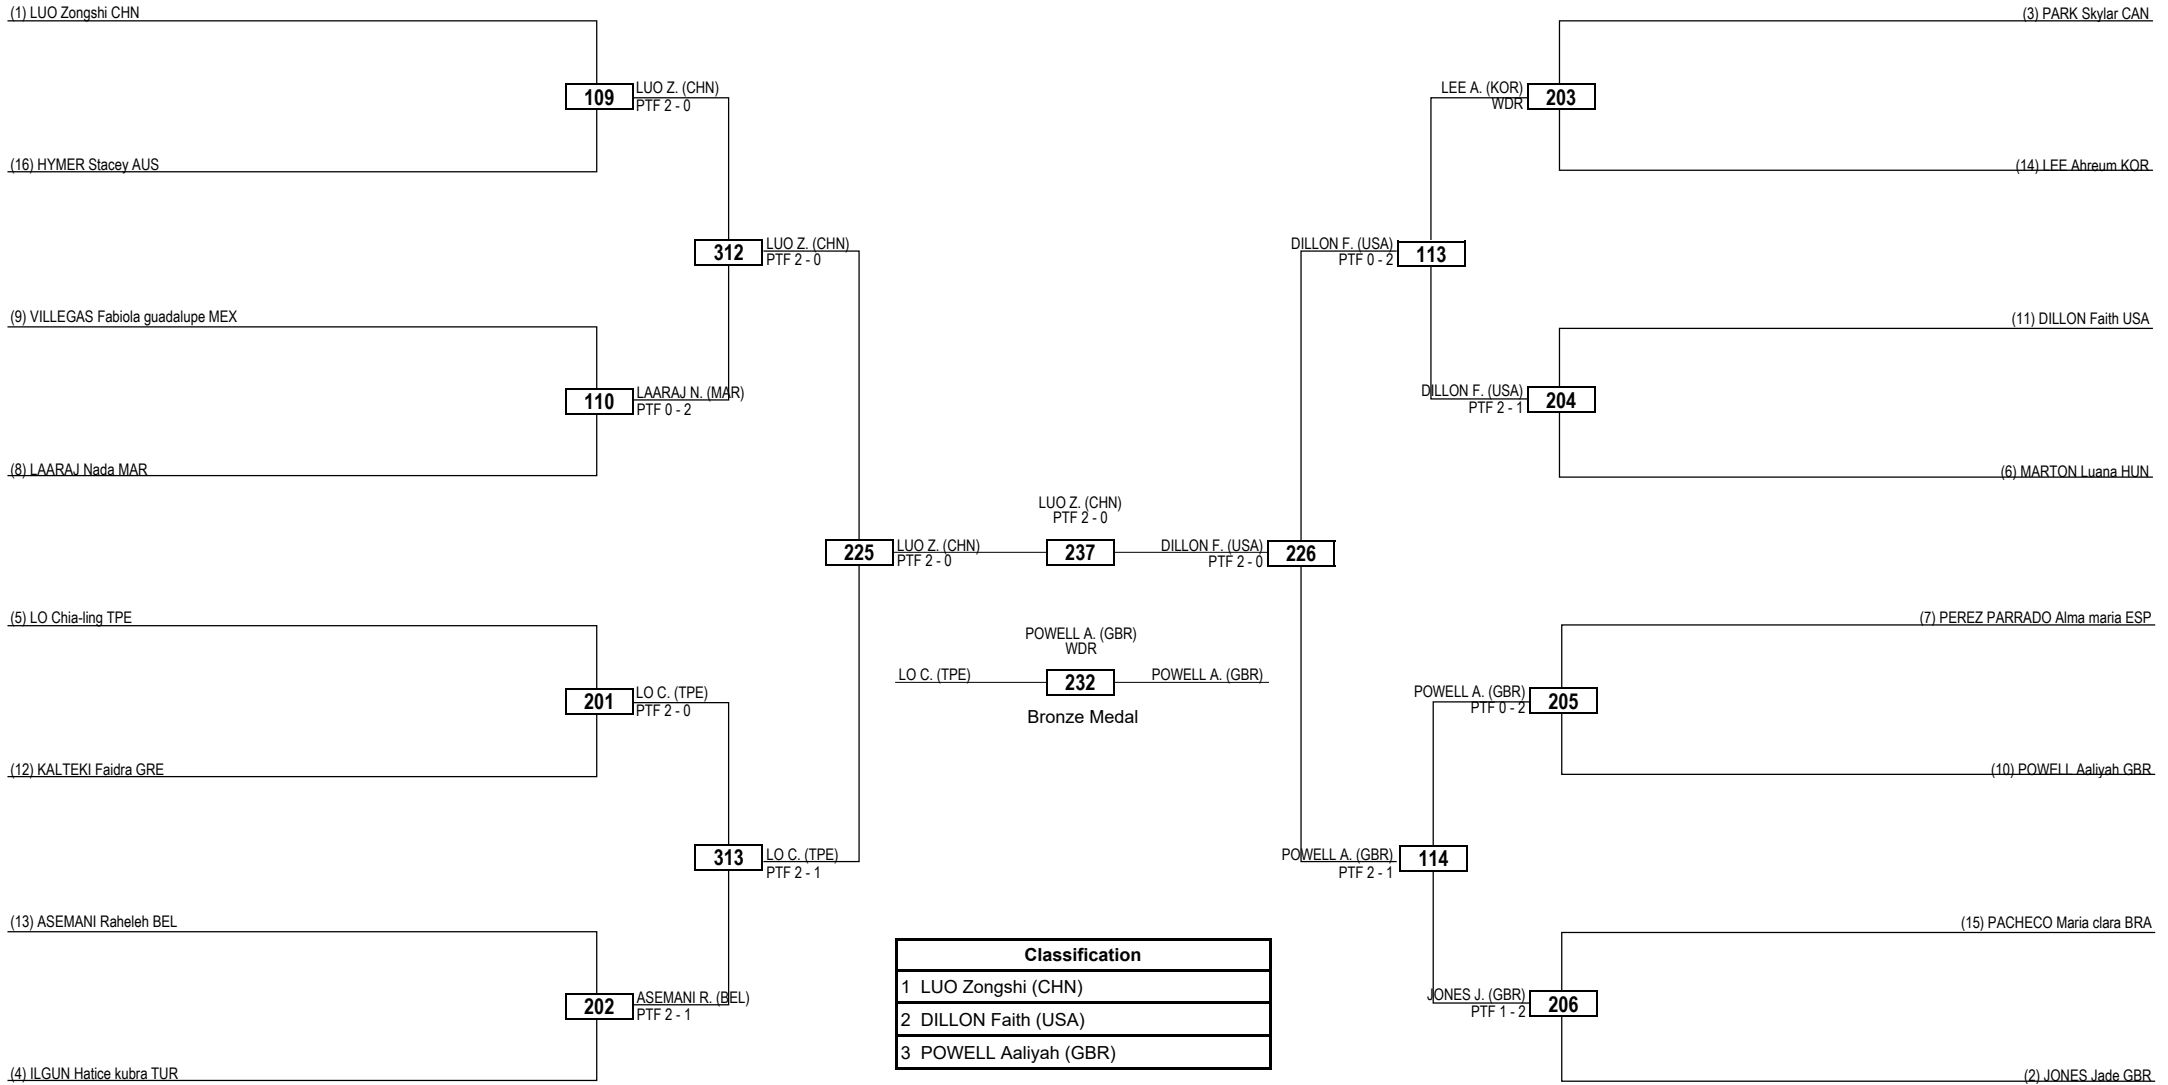 (1) LUO Zongshi CHN
109
LUO Z. (CHN)
PTF 2 - 0
(16) HYMER Stacey AUS
312
LUO Z. (CHN)
PTF 2 - 0
(9) VILLEGAS Fabiola guadalupe MEX
110
LAARAJ N. (MAR)
PTF 0 - 2
(8) LAARAJ Nada MAR
225
LUO Z. (CHN)
PTF 2 - 0
(5) LO Chia-ling TPE
201
LO C. (TPE)
PTF 2 - 0
(12) KALTEKI Faidra GRE
313
LO C. (TPE)
PTF 2 - 1
(13) ASEMANI Raheleh BEL
202
ASEMANI R. (BEL)
PTF 2 - 1
(4) ILGUN Hatice kubra TUR
LUO Z. (CHN)
PTF 2 - 0
237
POWELL A. (GBR)
WDR
LO C. (TPE)
232
POWELL A. (GBR)
Bronze Medal
Classification
1 LUO Zongshi (CHN)
2 DILLON Faith (USA)
3 POWELL Aaliyah (GBR)
(3) PARK Skylar CAN
LEE A. (KOR)
WDR
203
(14) LEE Ahreum KOR
DILLON F. (USA)
PTF 0 - 2
113
(11) DILLON Faith USA
DILLON F. (USA)
PTF 2 - 1
204
(6) MARTON Luana HUN
DILLON F. (USA)
PTF 2 - 0
226
(7) PEREZ PARRADO Alma maria ESP
POWELL A. (GBR)
PTF 0 - 2
205
(10) POWELL Aaliyah GBR
POWELL A. (GBR)
PTF 2 - 1
114
(15) PACHECO Maria clara BRA
JONES J. (GBR)
PTF 1 - 2
206
(2) JONES Jade GBR